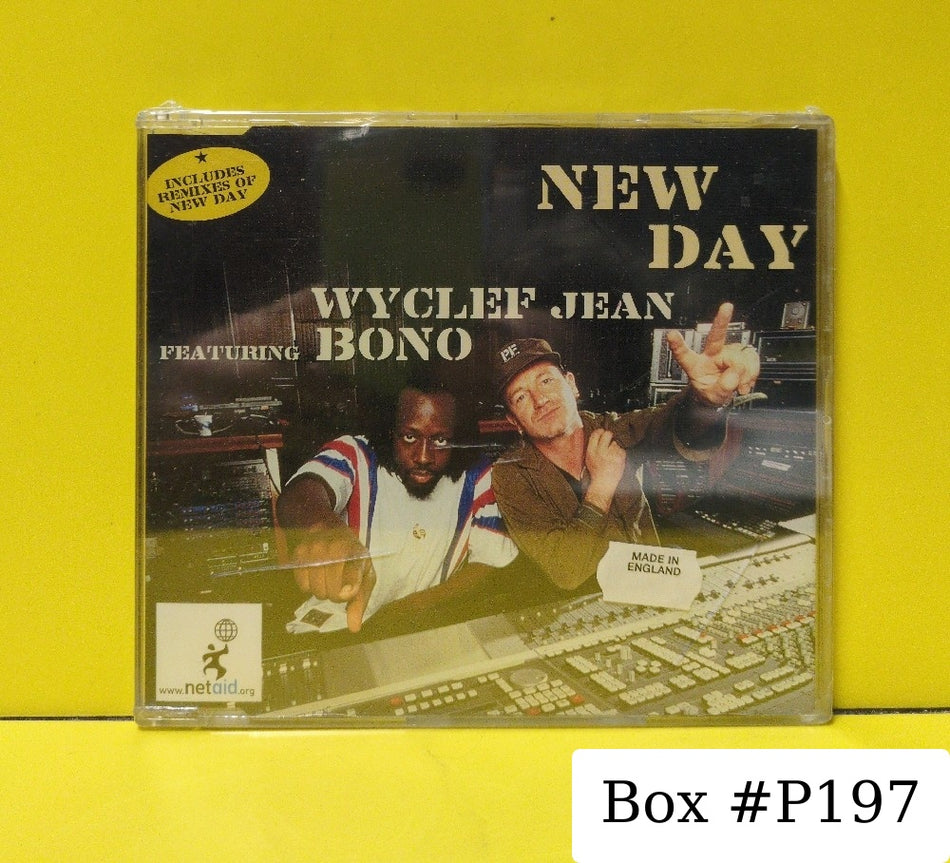 ★
INCLUDES
REMIXES OF
NEW DAY
NEW
DAY
WYCLEF JEAN
FEATURING BONO
PF
MADE IN
ENGLAND
www.netaid.org
Box #P197